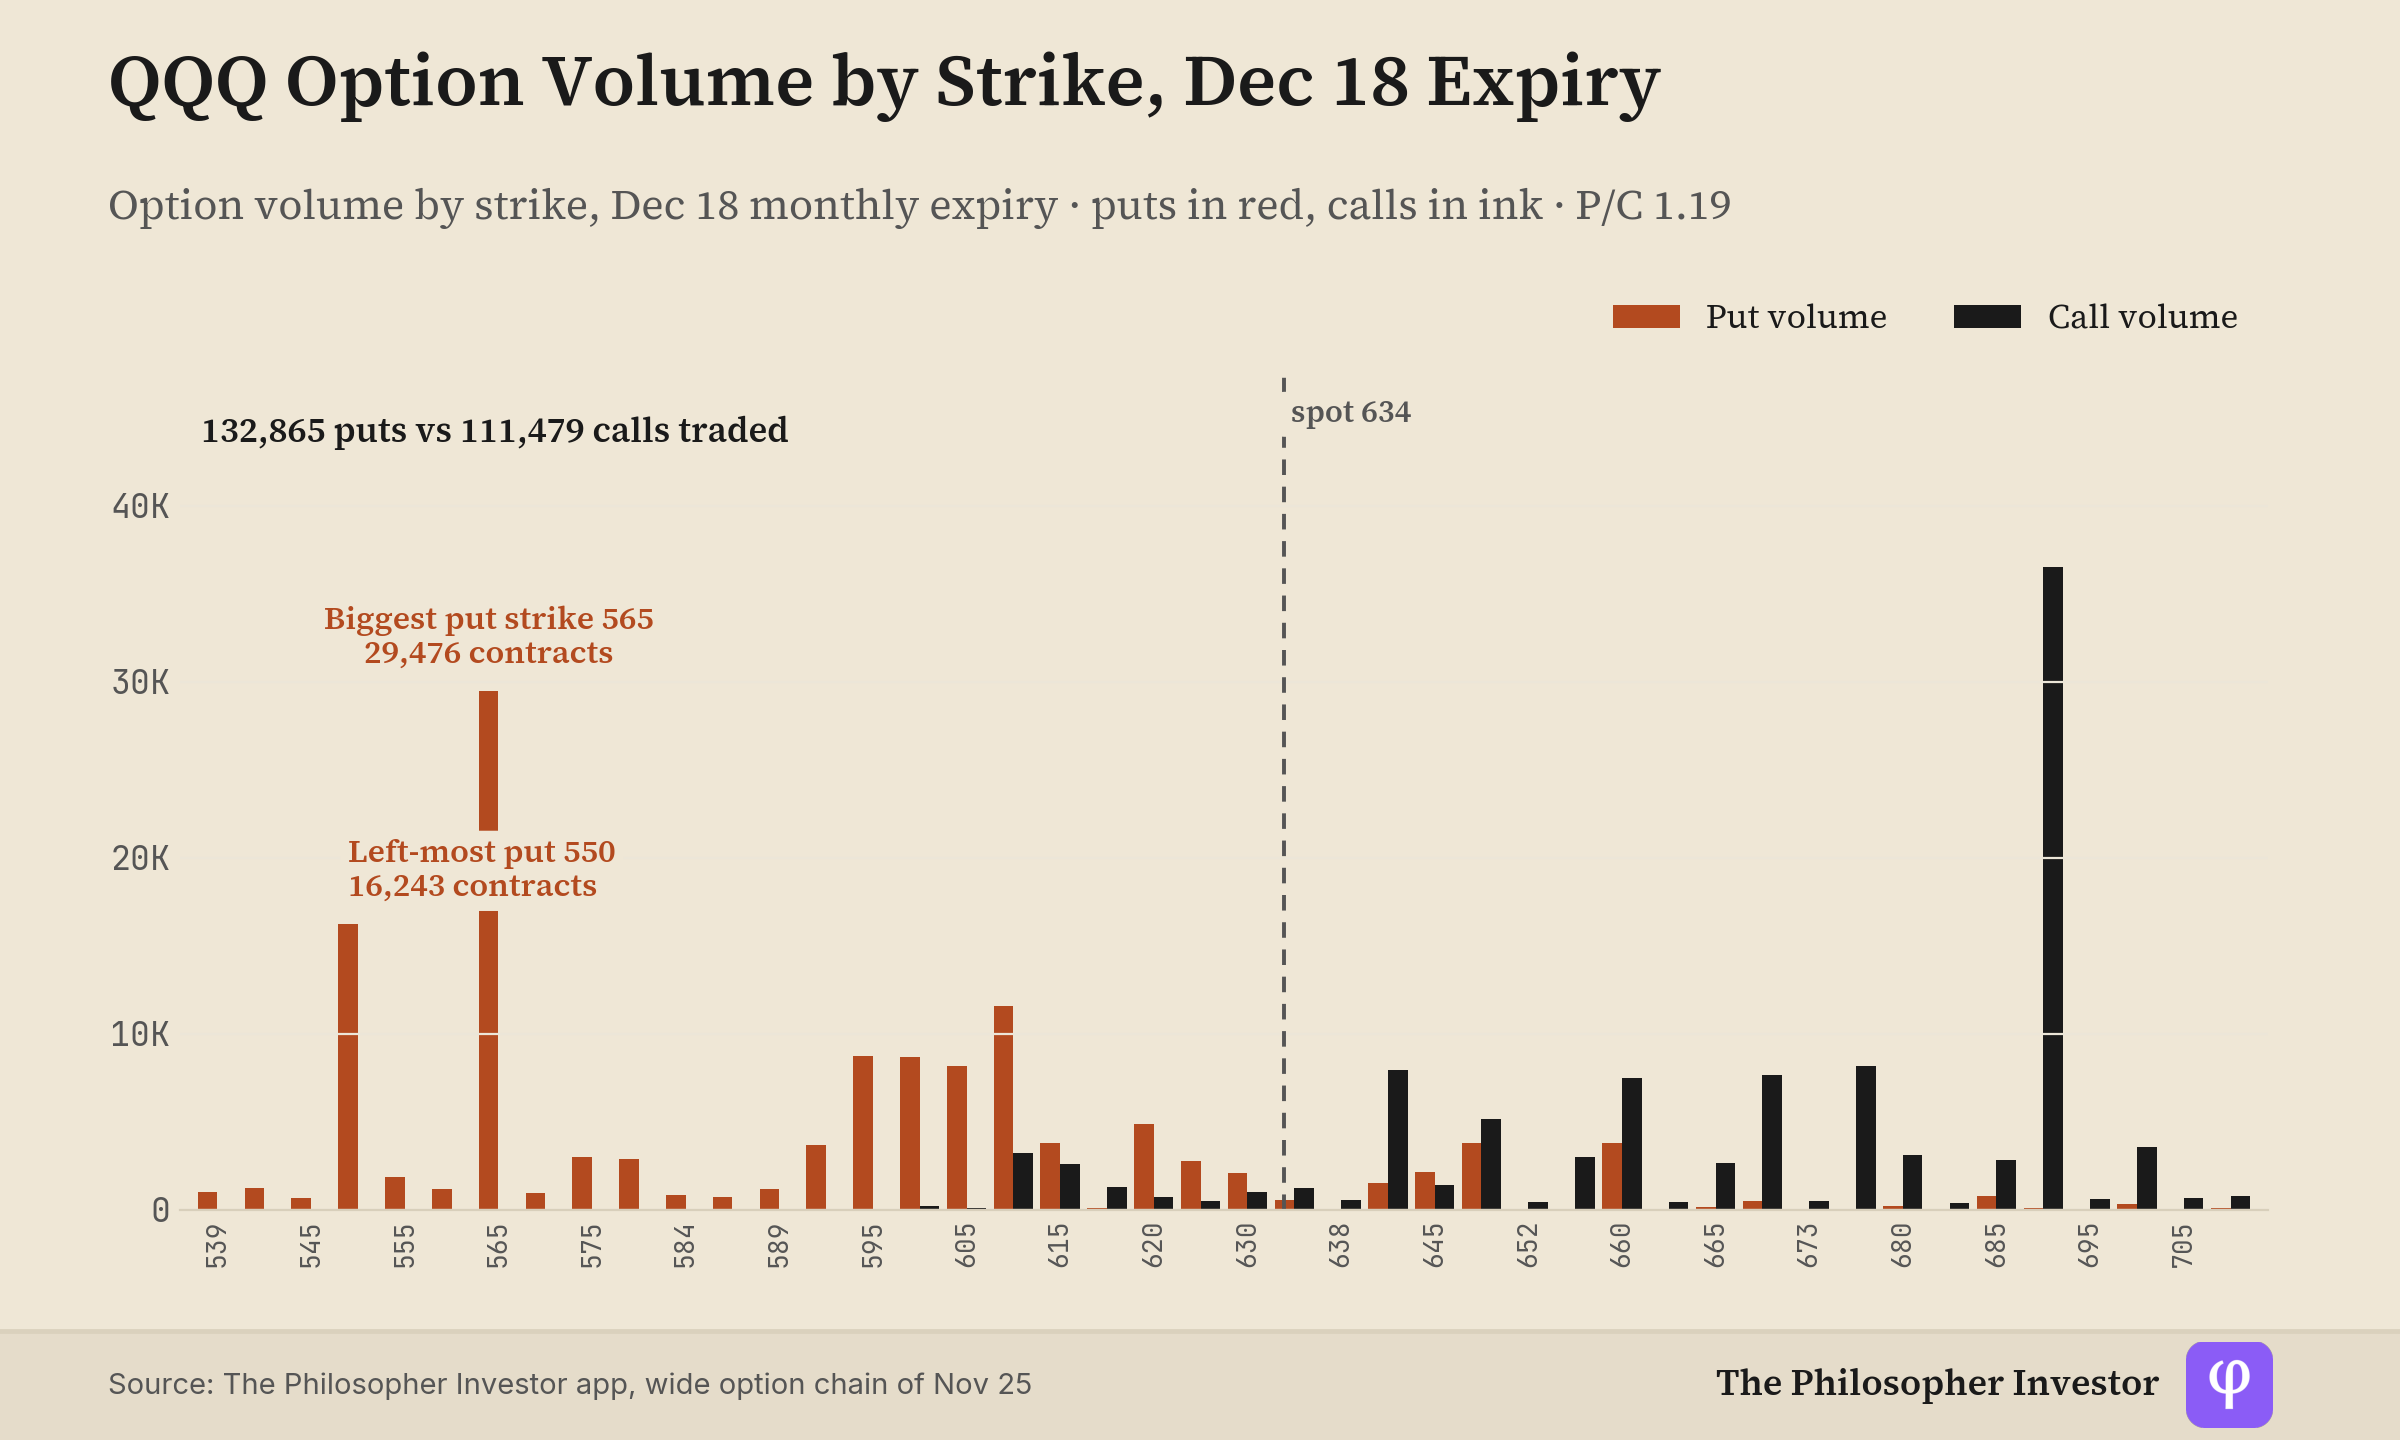 QQQ Option Volume by Strike, Dec 18 Expiry
Option volume by strike, Dec 18 monthly expiry · puts in red, calls in ink · P/C 1.19
Put volume
Call volume
spot 634
132,865 puts vs 111,479 calls traded
40K
Biggest put strike 565
29,476 contracts
30K
Left-most put 550
20K
16,243 contracts
10K
0
539
545
555
565
575
584
589
595
605
615
620
630
638
645
652
660
665
673
680
685
695
705
Source: The Philosopher Investor app, wide option chain of Nov 25
The Philosopher Investor
φ